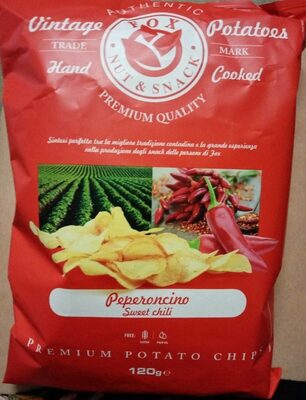 AUTHENTIC
Vintage FOX Potatoes
TRADE MARK
Hand NUT & SNACK Cooked
PREMIUM QUALITY
Sintesi perfetta tra la migliore tradizione contadina e la grande esperienza
nella produzione degli snack delle persone di Fox
Peperoncino
Sweet chili
FREE:
PREMIUM POTATO CHIPS
120g e